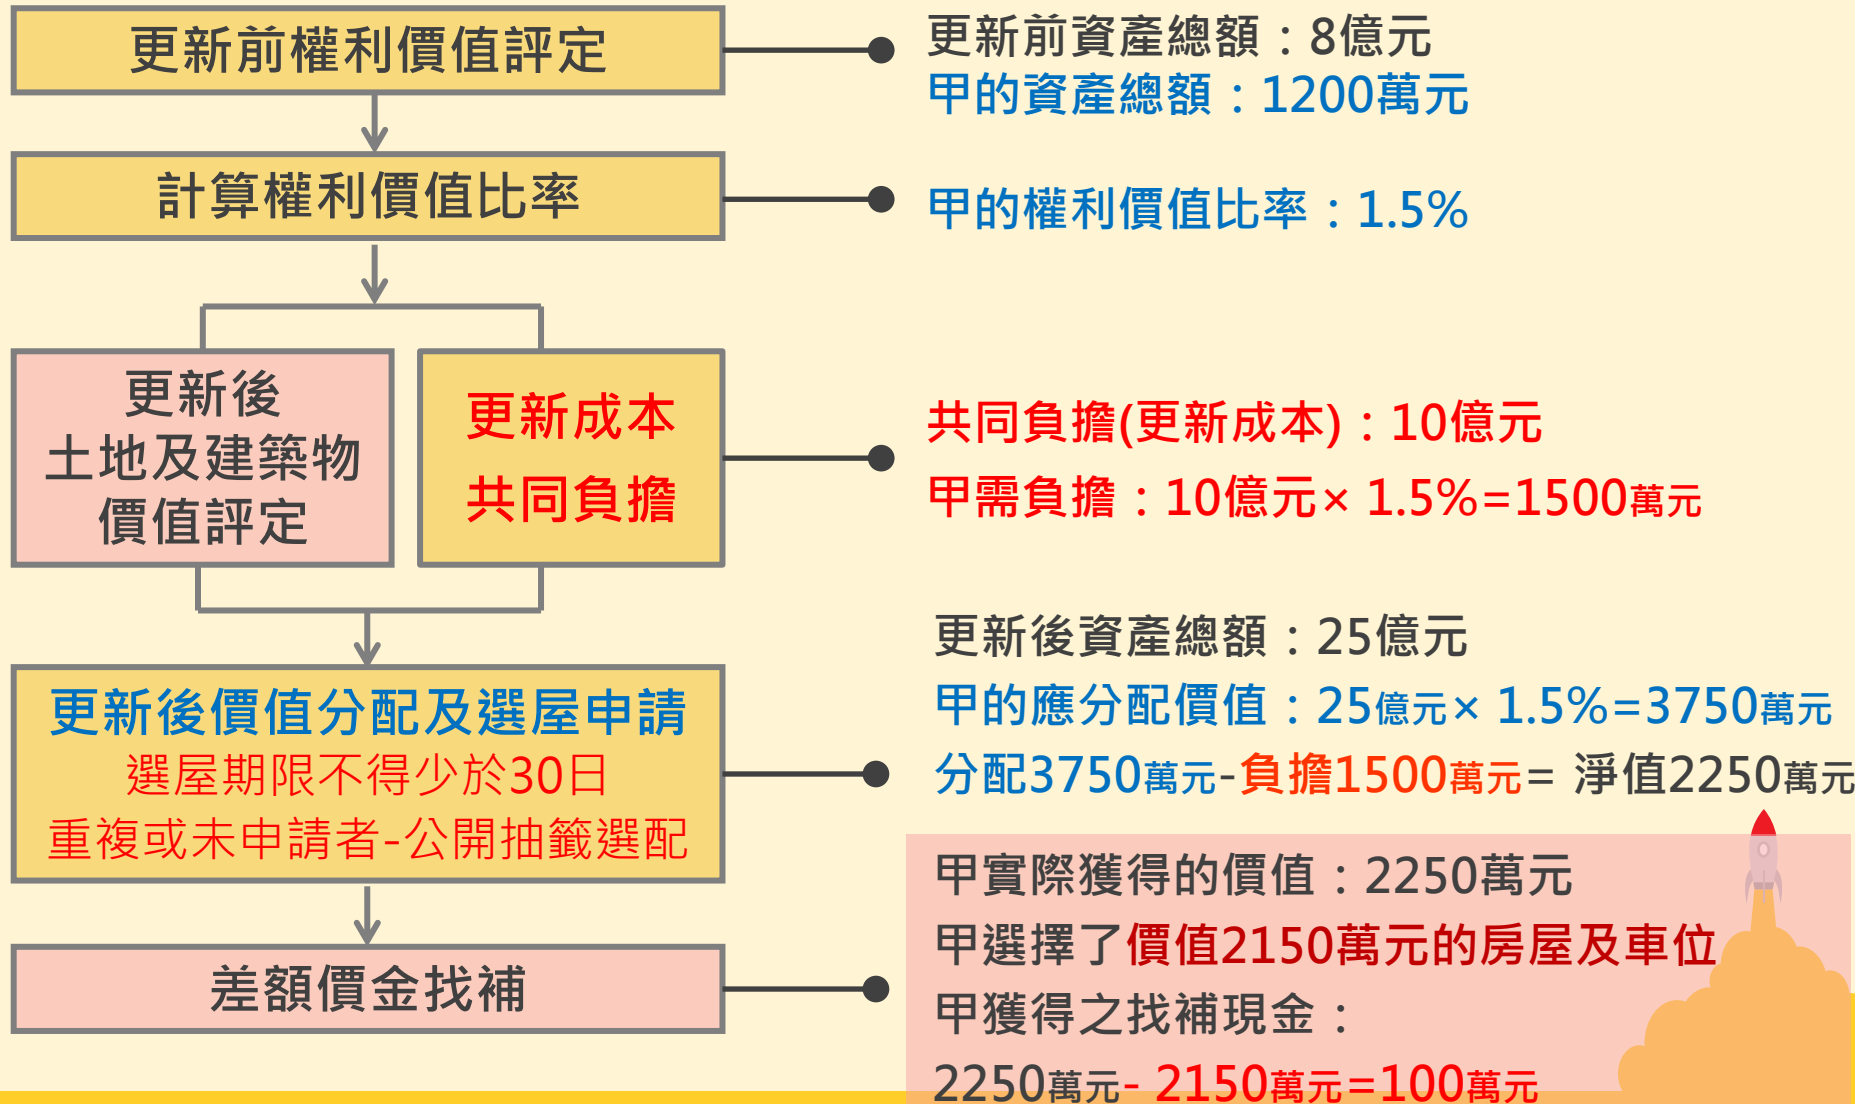 更新前權利價值評定
更新前資產總額：8億元
甲的資產總額：1200萬元
計算權利價值比率
甲的權利價值比率：1.5%
更新後
土地及建築物
價值評定
更新成本
共同負擔
共同負擔(更新成本)：10億元
甲需負擔：10億元× 1.5%=1500萬元
更新後價值分配及選屋申請
選屋期限不得少於30日
重複或未申請者-公開抽籤選配
更新後資產總額：25億元
甲的應分配價值：25億元× 1.5%=3750萬元
分配3750萬元-負擔1500萬元= 淨值2250萬元
差額價金找補
甲實際獲得的價值：2250萬元
甲選擇了價值2150萬元的房屋及車位
甲獲得之找補現金：
2250萬元- 2150萬元=100萬元